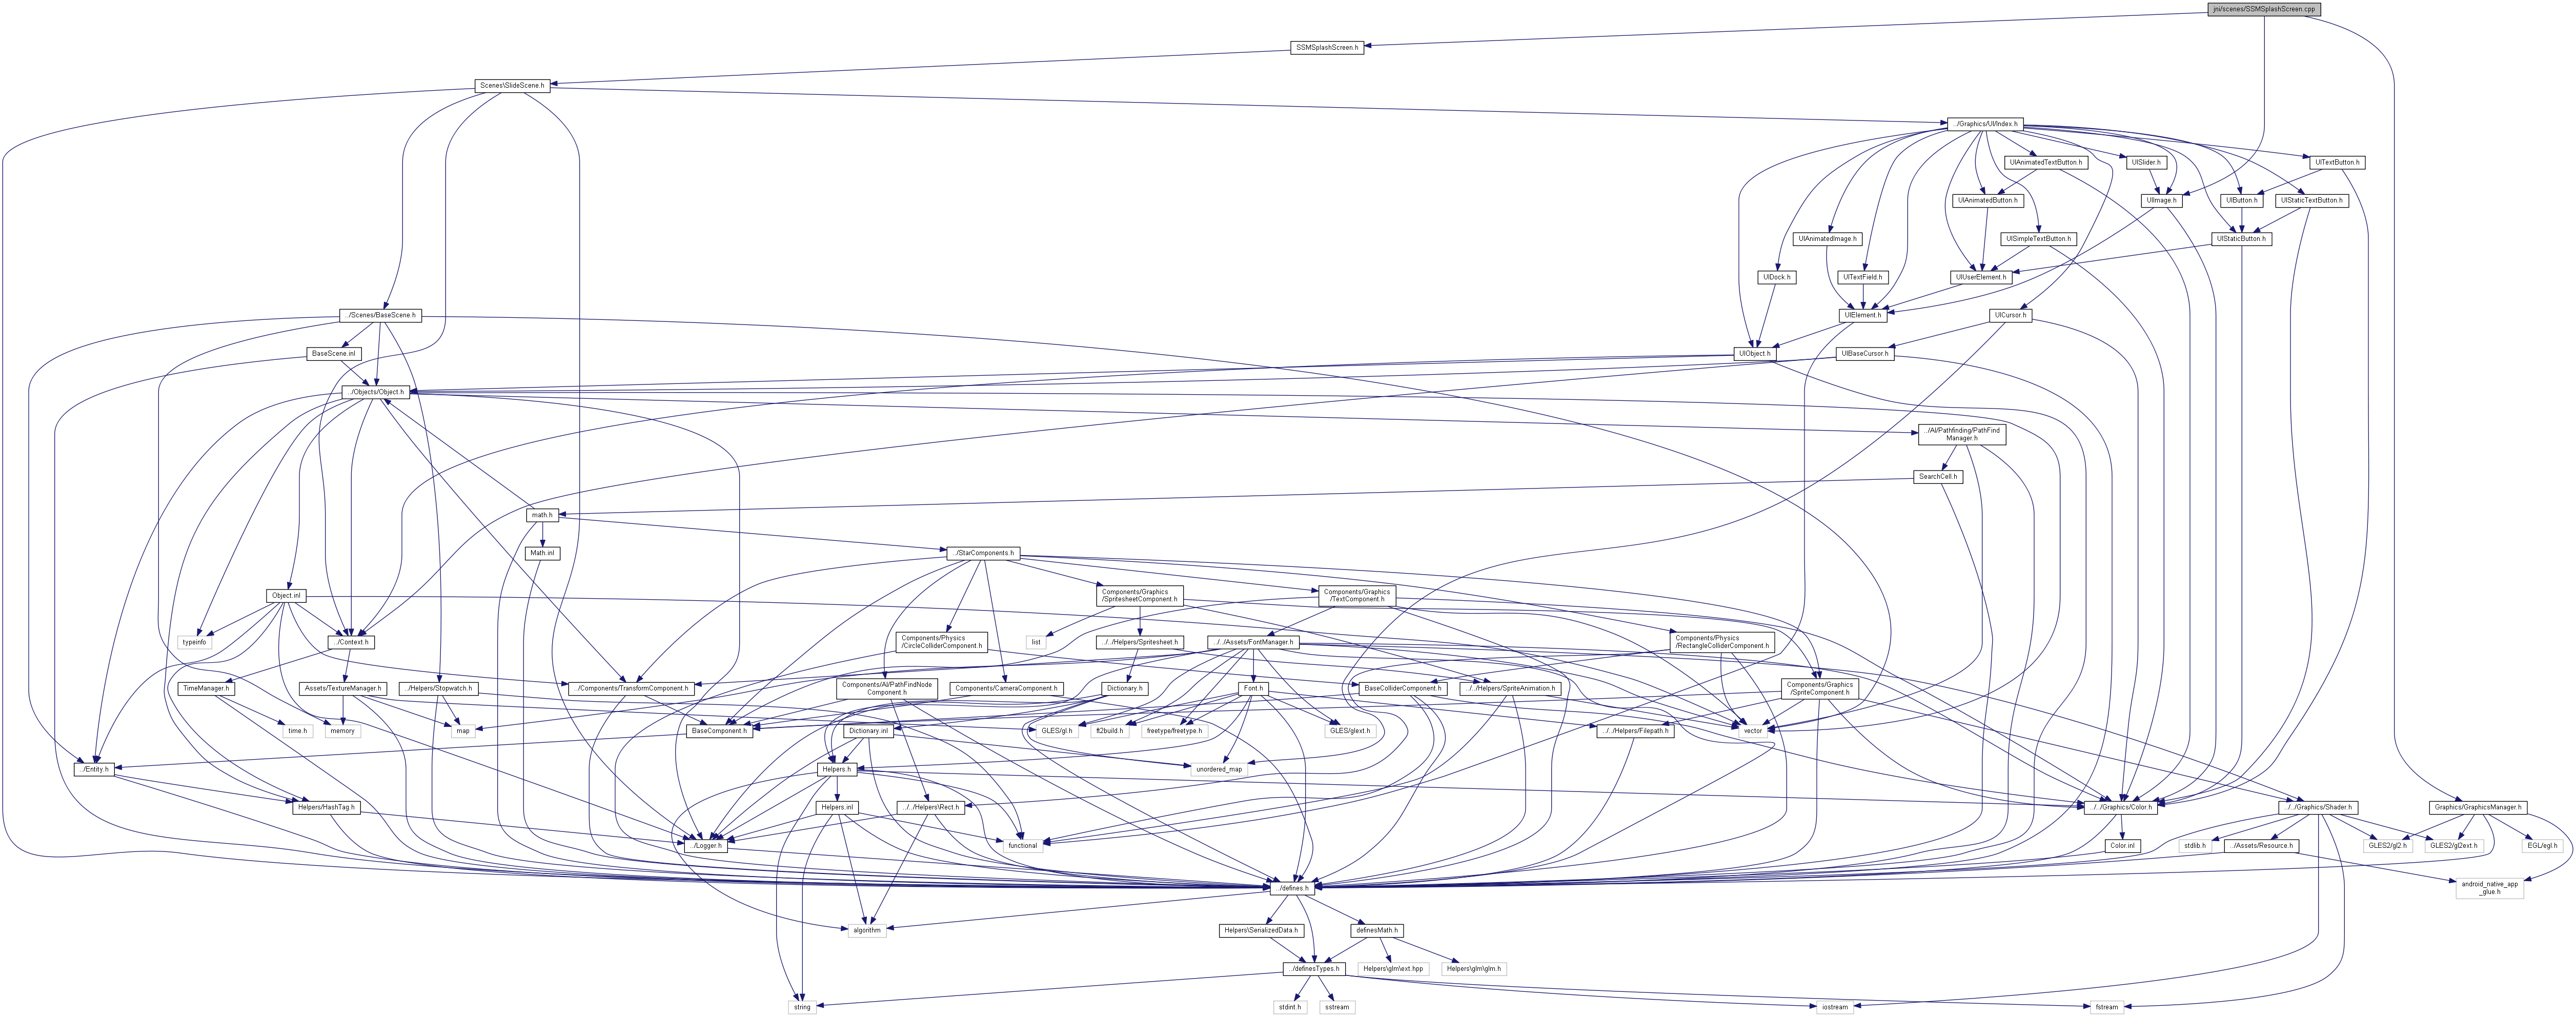 jni/scenes/SSMSplashScreen.cpp
SSMSplashScreen.h
Scenes\SlideScene.h
../Graphics/UI/Index.h
UIAnimatedTextButton.h
UISlider.h
UITextButton.h
UIAnimatedButton.h
UIImage.h
UIButton.h
UIStaticTextButton.h
UIAnimatedImage.h
UISimpleTextButton.h
UIStaticButton.h
UIDock.h
UITextField.h
UIUserElement.h
../Scenes/BaseScene.h
UIElement.h
UICursor.h
BaseScene.inl
UIObject.h
UIBaseCursor.h
../Objects/Object.h
../AI/Pathfinding/PathFind
Manager.h
SearchCell.h
math.h
Math.inl
../StarComponents.h
Object.inl
Components/Graphics
/SpritesheetComponent.h
Components/Graphics
/TextComponent.h
typeinfo
../Context.h
Components/Physics
/CircleColliderComponent.h
list
../../Helpers/Spritesheet.h
../../Assets/FontManager.h
Components/Physics
/RectangleColliderComponent.h
TimeManager.h
Assets/TextureManager.h
../Helpers/Stopwatch.h
../Components/TransformComponent.h
Components/AI/PathFindNode
Component.h
Components/CameraComponent.h
Dictionary.h
Font.h
BaseColliderComponent.h
../../Helpers/SpriteAnimation.h
Components/Graphics
/SpriteComponent.h
time.h
memory
map
BaseComponent.h
Dictionary.inl
GLES/gl.h
ft2build.h
freetype/freetype.h
GLES/glext.h
../../Helpers/Filepath.h
vector
../Entity.h
Helpers.h
unordered_map
Helpers/HashTag.h
Helpers.inl
../../Helpers\Rect.h
../../Graphics/Color.h
../../Graphics/Shader.h
Graphics/GraphicsManager.h
../Logger.h
functional
Color.inl
stdlib.h
../Assets/Resource.h
GLES2/gl2.h
GLES2/gl2ext.h
EGL/egl.h
../defines.h
android_native_app
_glue.h
algorithm
Helpers\SerializedData.h
definesMath.h
../definesTypes.h
Helpers\glm\ext.hpp
Helpers\glm\glm.h
string
stdint.h
sstream
iostream
fstream